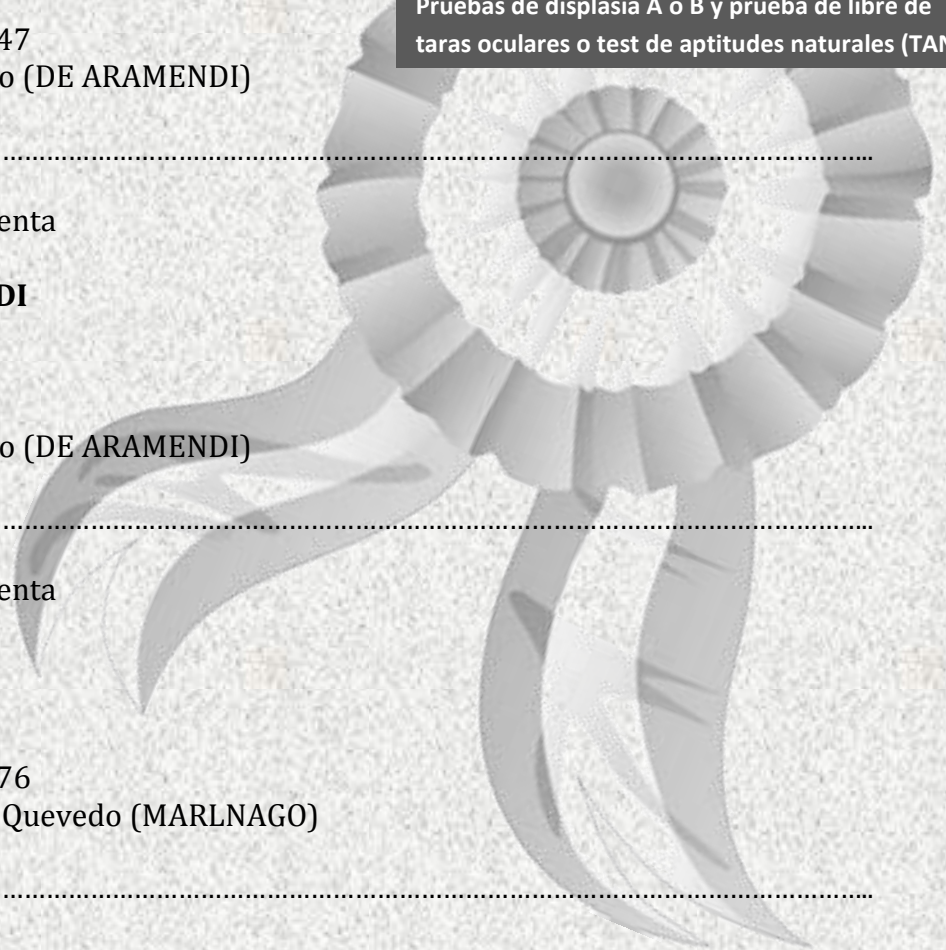 Pruebas de displasia A o B y prueba de libre de
taras oculares o test de aptitudes naturales (TAN
47
o (DE ARAMENDI)
……………………………………………………………………………………..
enta
DI
o (DE ARAMENDI)
……………………………………………………………………………………..
enta
76
Quevedo (MARLNAGO)
……………………………………………………………………………………..